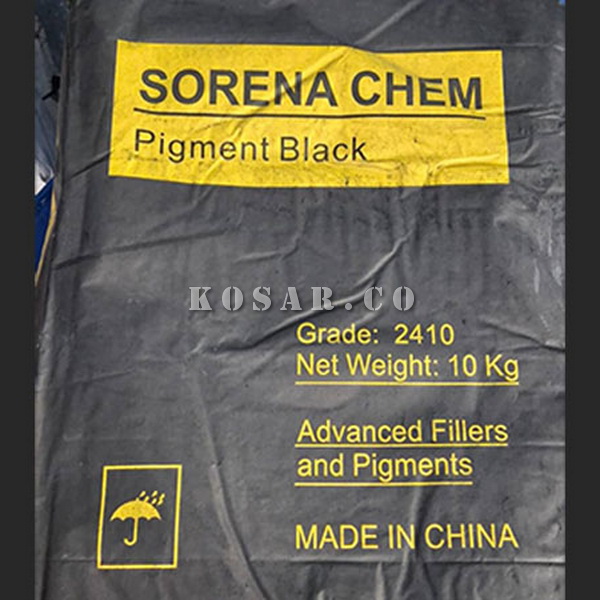 SORENA CHEM
Pigment Black
KOSAR.CO
Grade: 2410
Net Weight: 10 Kg
Advanced Fillers
and Pigments
MADE IN CHINA